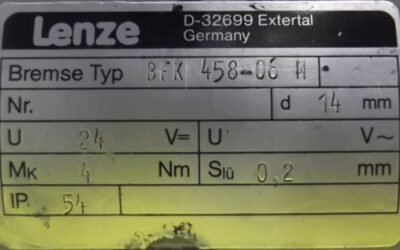 Lenze D-32699 Extertal
Germany
Bremse Typ BFK 458-06 N
Nr. d 14 mm
U 24 V= U V~
MK 4 Nm Slü 0,2 mm
IP 54